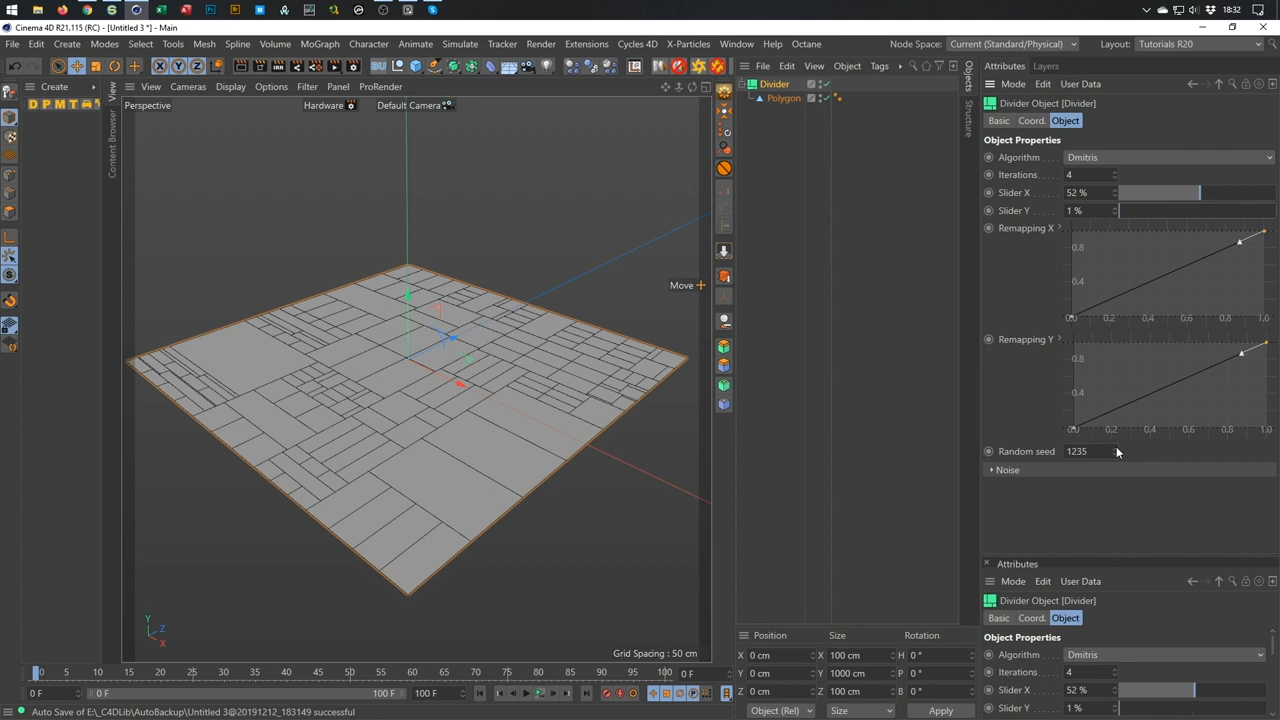 18:32
Cinema 4D R21.115 (RC) - [Untitled 3 *] - Main
File Edit Create Modes Select Tools Mesh Spline Volume MoGraph Character Animate Simulate Tracker Render Extensions Cycles 4D X-Particles Window Help Octane Node Space: Current (Standard/Physical) Layout: Tutorials R20
Create
D P M T
View
Content Browser
View Cameras Display Options Filter Panel ProRender
Perspective Hardware Default Camera
Move
Grid Spacing : 50 cm
Y Z X
File Edit View Object Tags
Divider
Polygon
Objects
Structure
Attributes Layers
Mode Edit User Data
Divider Object [Divider]
Basic Coord. Object
Object Properties
Algorithm Dmitris
Iterations 4
Slider X 52 %
Slider Y 1 %
Remapping X
0.8
0.4
0.0 0.2 0.4 0.6 0.8 1.0
Remapping Y
0.8
0.4
0.0 0.2 0.4 0.6 0.8 1.0
Random seed 1235
Noise
Attributes
Mode Edit User Data
Divider Object [Divider]
Basic Coord. Object
Object Properties
Algorithm Dmitris
Iterations 4
Slider X 52 %
Slider Y 1 %
Position Size Rotation
X 0 cm X 100 cm H 0 °
Y 0 cm Y 1000 cm P 0 °
Z 0 cm Z 100 cm B 0 °
Object (Rel) Size Apply
0 5 10 15 20 25 30 35 40 45 50 55 60 65 70 75 80 85 90 95 100 0 F
0 F 0 F 100 F 100 F
Auto Save of E:\_C4DLib\AutoBackup\Untitled 3@20191212_183149 successful